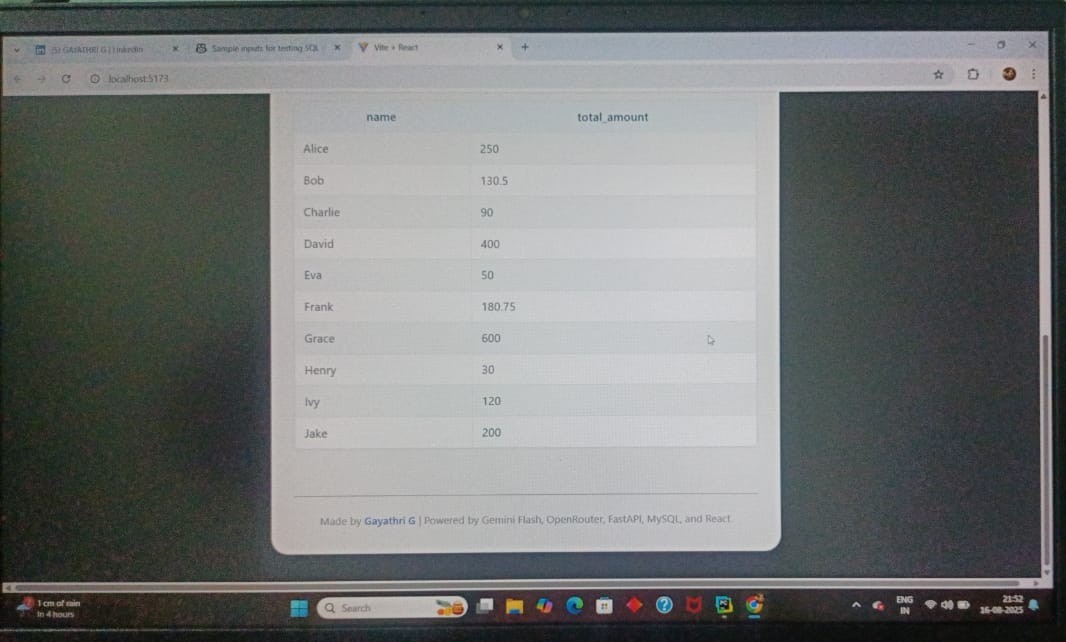 (5) GAYATHRI G | LinkedIn
Sample inputs for testing SQL
Vite + React
localhost:5173
name total_amount
Alice 250
Bob 130.5
Charlie 90
David 400
Eva 50
Frank 180.75
Grace 600
Henry 30
Ivy 120
Jake 200
Made by Gayathri G | Powered by Gemini Flash, OpenRouter, FastAPI, MySQL, and React.
1 cm of rain
In 4 hours
Search
ENG
IN
21:52
16-08-2025